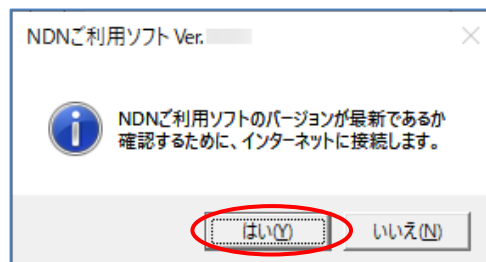 NDNご利用ソフト Ver.
NDNご利用ソフトのバージョンが最新であるか
確認するために、インターネットに接続します。
はい(Y)
いいえ(N)